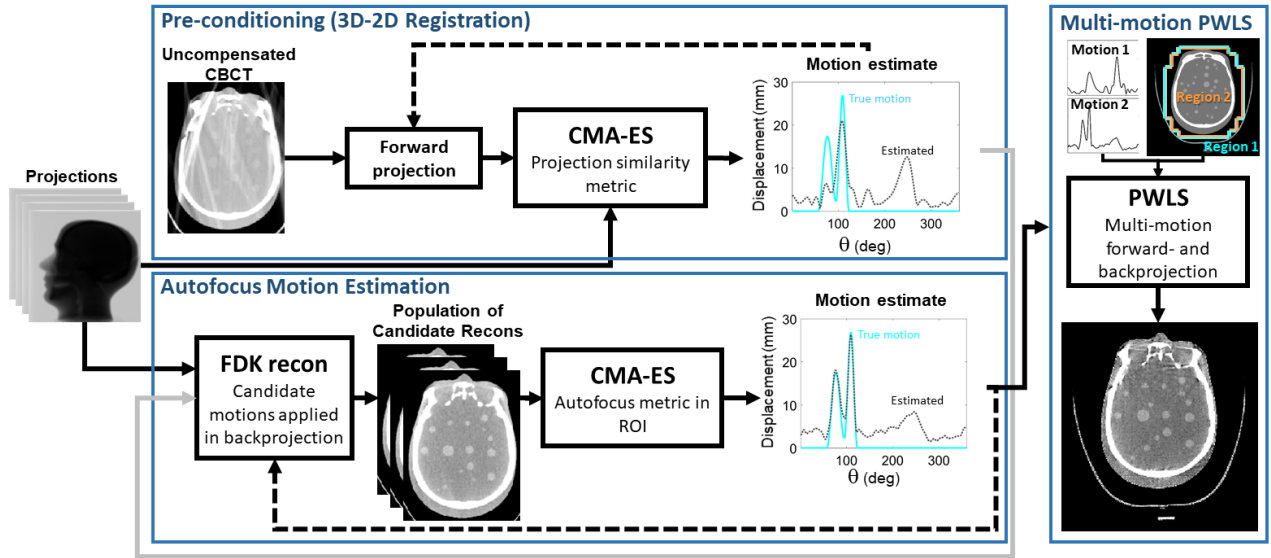 Pre-conditioning (3D-2D Registration)
Uncompensated
CBCT
Forward
projection
CMA-ES
Projection similarity
metric
Motion estimate
30
20
10
0
Displacement (mm)
True motion
Estimated
100
200
300
θ (deg)
Projections
Autofocus Motion Estimation
FDK recon
Candidate
motions applied
in backprojection
Population of
Candidate Recons
CMA-ES
Autofocus metric in
ROI
Motion estimate
30
20
10
0
Displacement (mm)
True motion
Estimated
100
200
300
θ (deg)
Multi-motion PWLS
Motion 1
Motion 2
Region 2
Region 1
PWLS
Multi-motion
forward- and
backprojection